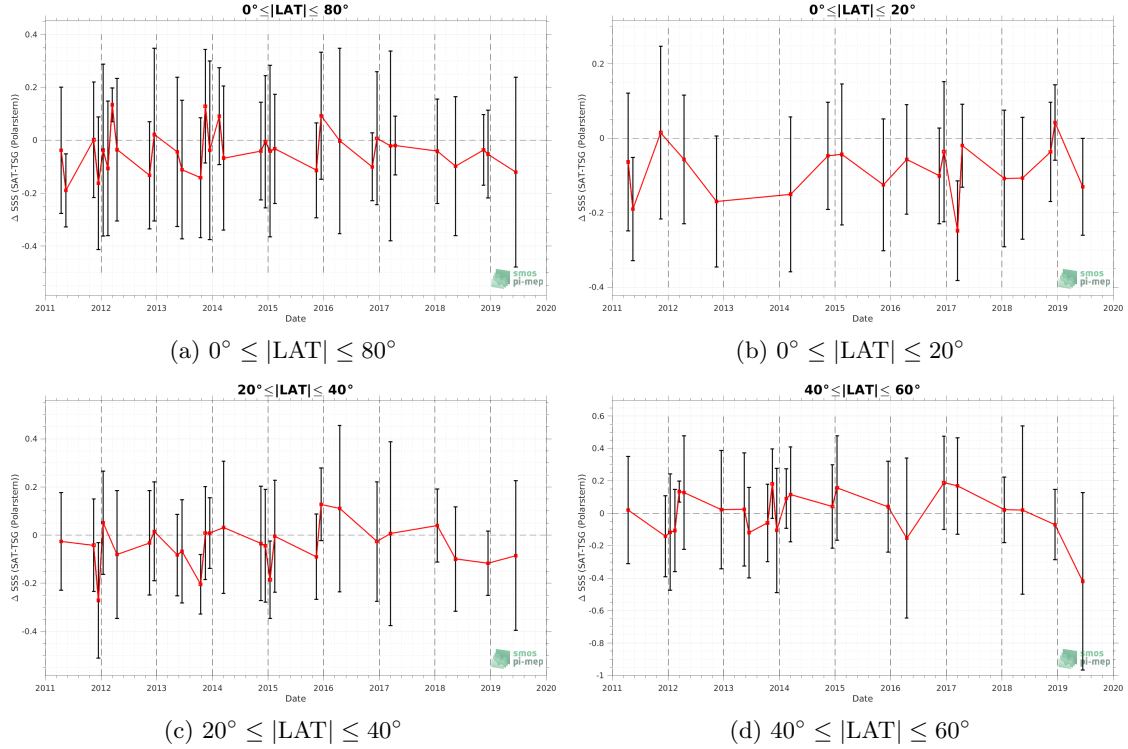 0°≤|LAT|≤ 80°
Δ SSS (SAT-TSG (Polarstern))
0.4
0.2
0
-0.2
-0.4
2011 2012 2013 2014 2015 2016 2017 2018 2019 2020
Date
smos
pi-mep
(a) 0° ≤ |LAT| ≤ 80°
0°≤|LAT|≤ 20°
Δ SSS (SAT-TSG (Polarstern))
0.2
0
-0.2
-0.4
2011 2012 2013 2014 2015 2016 2017 2018 2019 2020
Date
smos
pi-mep
(b) 0° ≤ |LAT| ≤ 20°
20°≤|LAT|≤ 40°
Δ SSS (SAT-TSG (Polarstern))
0.4
0.2
0
-0.2
-0.4
2011 2012 2013 2014 2015 2016 2017 2018 2019 2020
Date
smos
pi-mep
(c) 20° ≤ |LAT| ≤ 40°
40°≤|LAT|≤ 60°
Δ SSS (SAT-TSG (Polarstern))
0.6
0.4
0.2
0
-0.2
-0.4
-0.6
-0.8
-1
2011 2012 2013 2014 2015 2016 2017 2018 2019 2020
Date
smos
pi-mep
(d) 40° ≤ |LAT| ≤ 60°